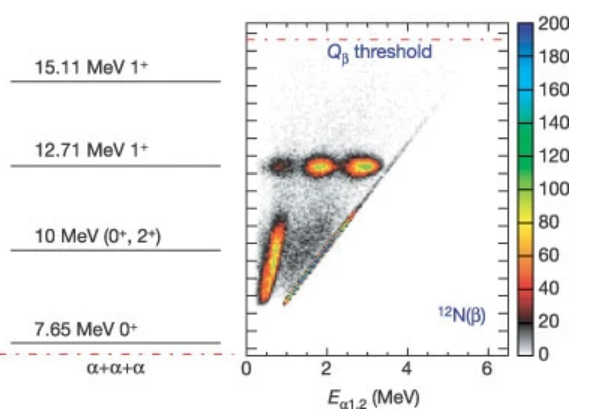 15.11 MeV 1⁺
12.71 MeV 1⁺
10 MeV (0⁺, 2⁺)
7.65 MeV 0⁺
α+α+α
Qβ threshold
¹²N(β)
0 2 4 6
Eα1,2 (MeV)
200
180
160
140
120
100
80
60
40
20
0